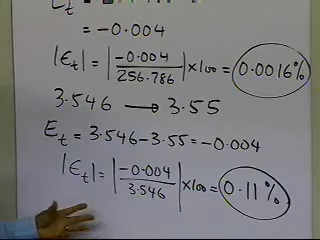 = -0.004
|∈t| = |-0.004/256.786| ×100 = 0.0016%
3.546 → 3.55
Et = 3.546-3.55 = -0.004
|∈t| = |-0.004/3.546| ×100 = 0.11%